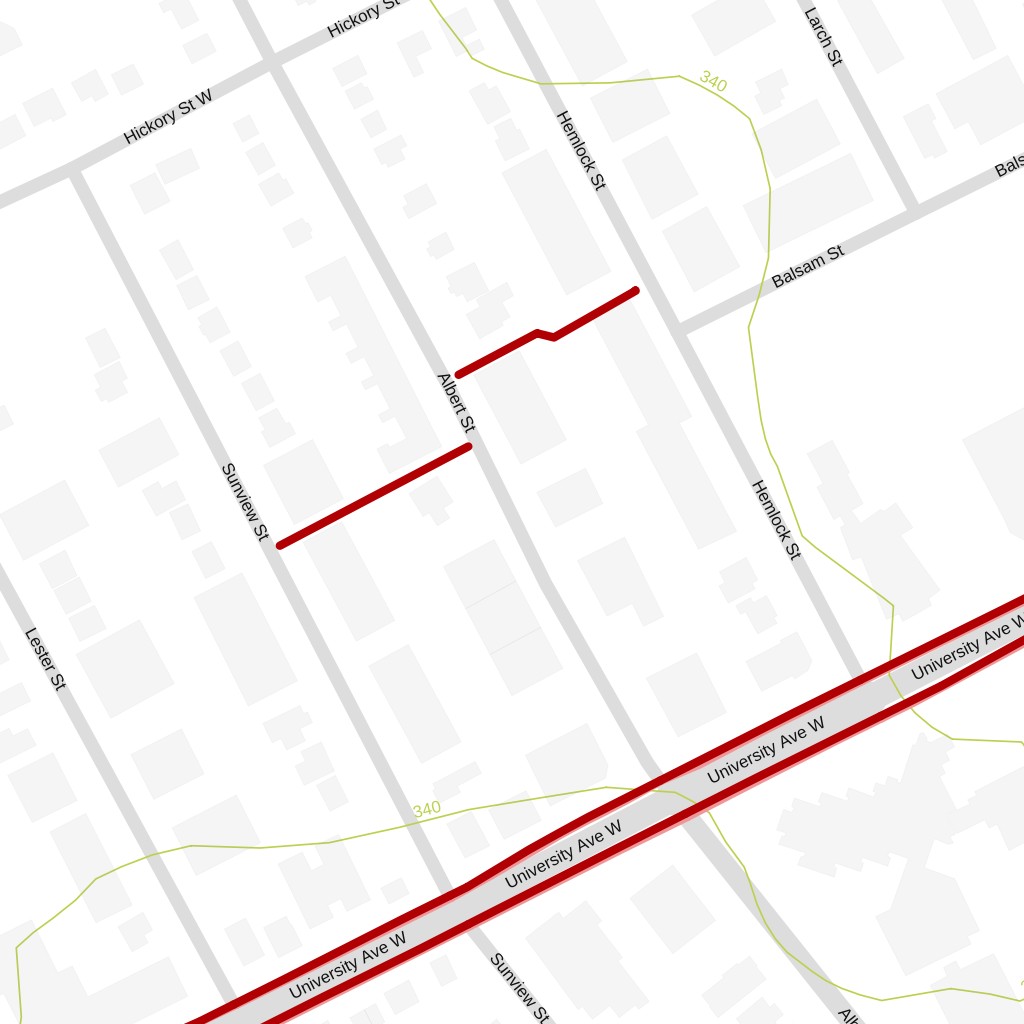 Hickory St
Larch St
340
Hickory St W
Hemlock St
Bals
Balsam St
Albert St
Sunview St
Hemlock St
Lester St
University Ave W
University Ave W
340
University Ave W
University Ave W
Sunview St
Alb